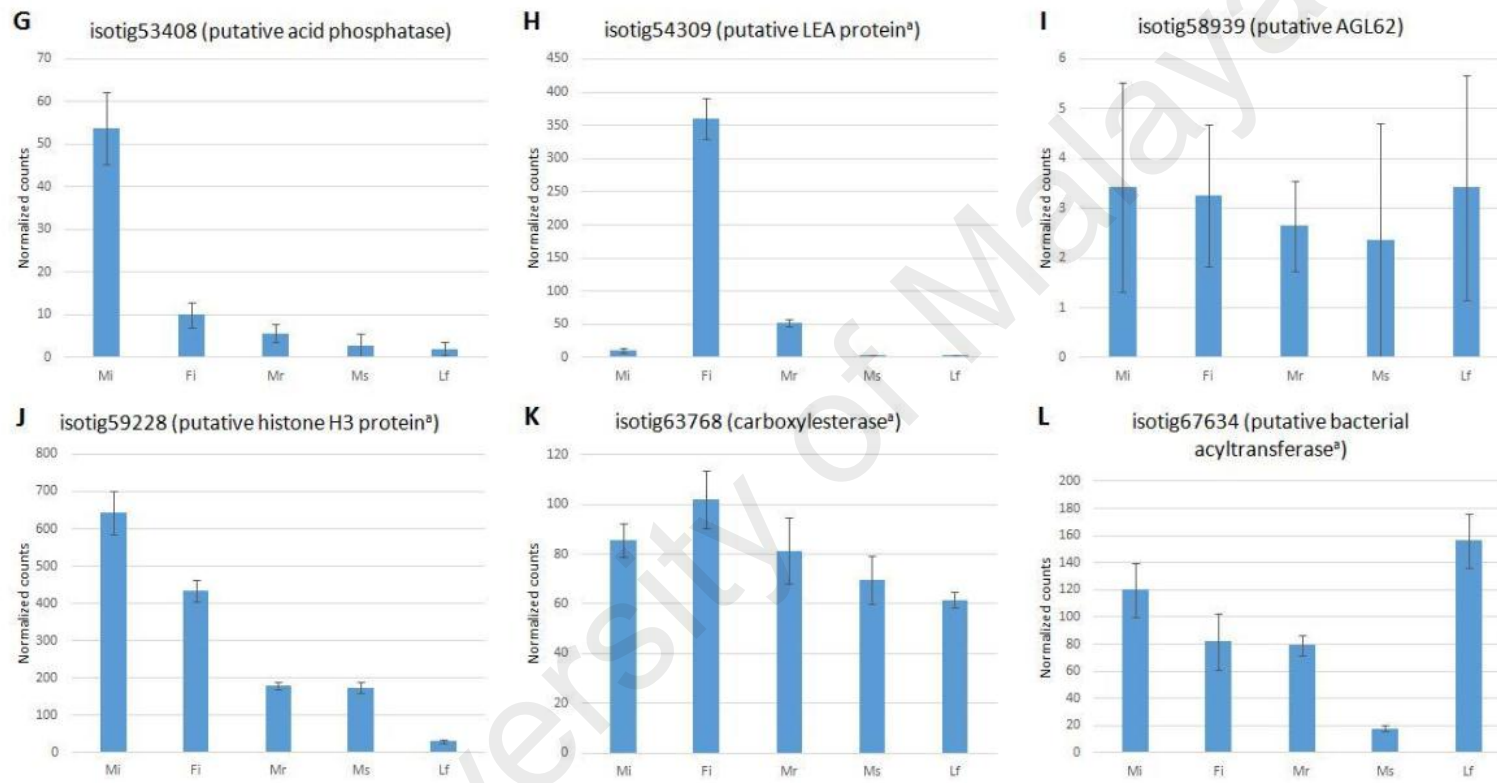 G
isotig53408 (putative acid phosphatase)
Normalized counts
70
60
50
40
30
20
10
0
Mi Fi Mr Ms Lf
H
isotig54309 (putative LEA proteinᵃ)
Normalized counts
450
400
350
300
250
200
150
100
50
0
Mi Fi Mr Ms Lf
I
isotig58939 (putative AGL62)
Normalized counts
6
5
4
3
2
1
0
Mi Fi Mr Ms Lf
J
isotig59228 (putative histone H3 proteinᵃ)
Normalized counts
800
700
600
500
400
300
200
100
0
Mi Fi Mr Ms Lf
K
isotig63768 (carboxylesteraseᵃ)
Normalized counts
120
100
80
60
40
20
0
Mi Fi Mr Ms Lf
L
isotig67634 (putative bacterial
acyltransferaseᵃ)
Normalized counts
200
180
160
140
120
100
80
60
40
20
0
Mi Fi Mr Ms Lf
ersity of Malaya